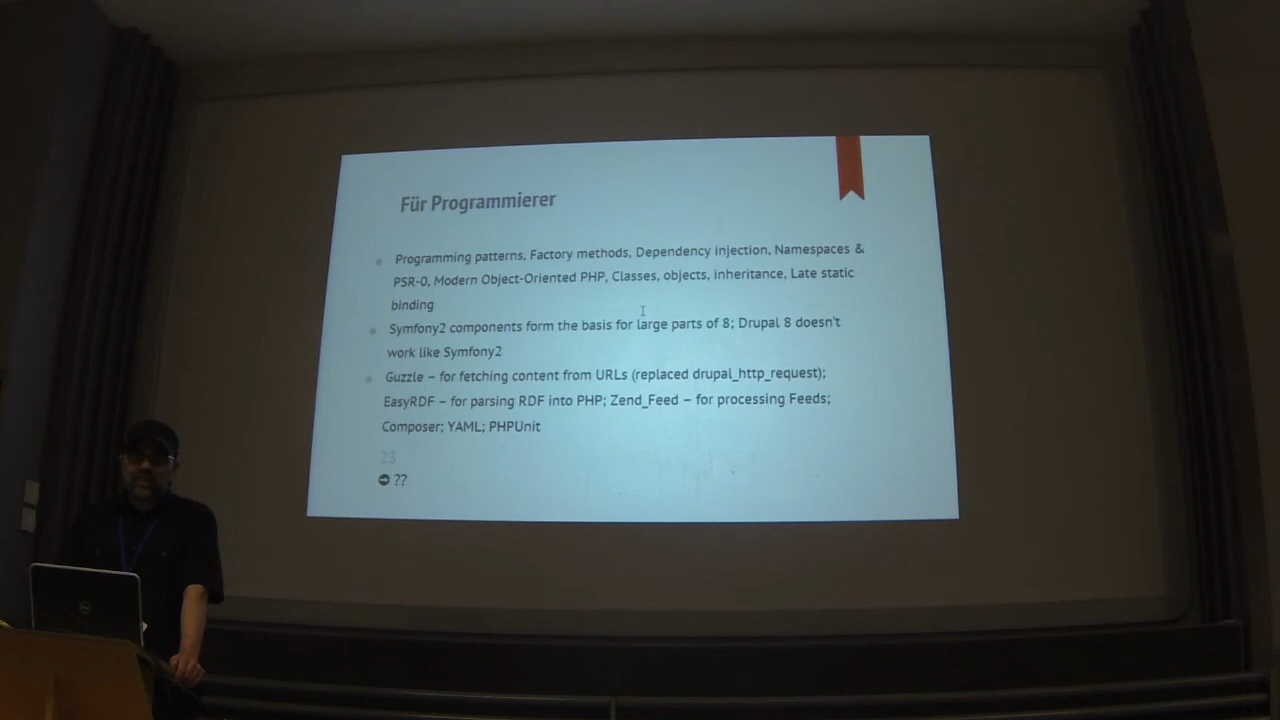 Für Programmierer
Programming patterns, Factory methods, Dependency injection, Namespaces &
PSR-0, Modern Object-Oriented PHP, Classes, objects, inheritance, Late static
binding
Symfony2 components form the basis for large parts of 8; Drupal 8 doesn't
work like Symfony2
Guzzle – for fetching content from URLs (replaced drupal_http_request);
EasyRDF – for parsing RDF into PHP; Zend_Feed – for processing Feeds;
Composer; YAML; PHPUnit
23
??